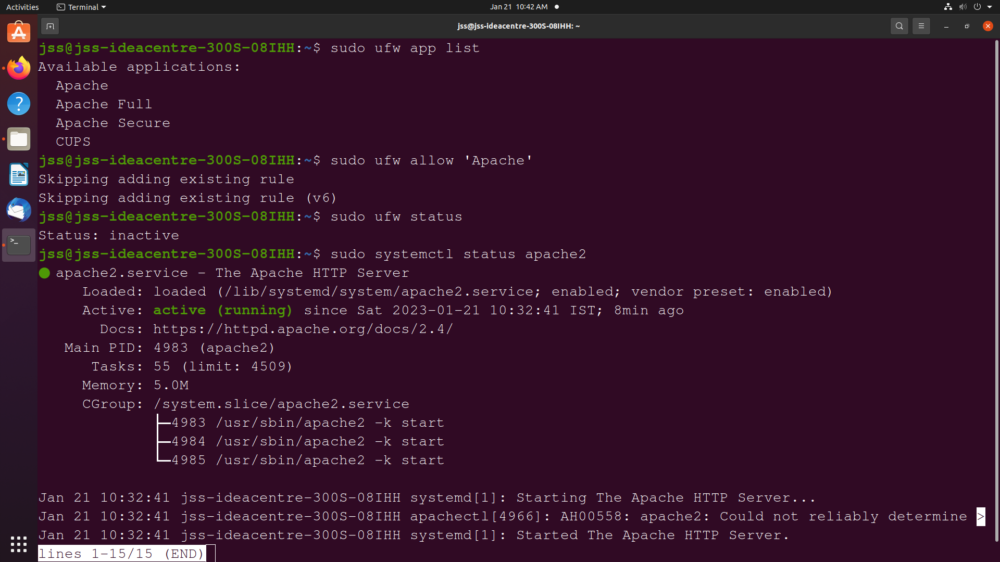 Activities Terminal Jan 21 10:42 AM
jss@jss-ideacentre-300S-08IHH: ~
jss@jss-ideacentre-300S-08IHH:~$ sudo ufw app list
Available applications:
  Apache
  Apache Full
  Apache Secure
  CUPS
jss@jss-ideacentre-300S-08IHH:~$ sudo ufw allow 'Apache'
Skipping adding existing rule
Skipping adding existing rule (v6)
jss@jss-ideacentre-300S-08IHH:~$ sudo ufw status
Status: inactive
jss@jss-ideacentre-300S-08IHH:~$ sudo systemctl status apache2
● apache2.service - The Apache HTTP Server
     Loaded: loaded (/lib/systemd/system/apache2.service; enabled; vendor preset: enabled)
     Active: active (running) since Sat 2023-01-21 10:32:41 IST; 8min ago
       Docs: https://httpd.apache.org/docs/2.4/
   Main PID: 4983 (apache2)
      Tasks: 55 (limit: 4509)
     Memory: 5.0M
     CGroup: /system.slice/apache2.service
             ├─4983 /usr/sbin/apache2 -k start
             ├─4984 /usr/sbin/apache2 -k start
             └─4985 /usr/sbin/apache2 -k start
Jan 21 10:32:41 jss-ideacentre-300S-08IHH systemd[1]: Starting The Apache HTTP Server...
Jan 21 10:32:41 jss-ideacentre-300S-08IHH apachectl[4966]: AH00558: apache2: Could not reliably determine >
Jan 21 10:32:41 jss-ideacentre-300S-08IHH systemd[1]: Started The Apache HTTP Server.
lines 1-15/15 (END)